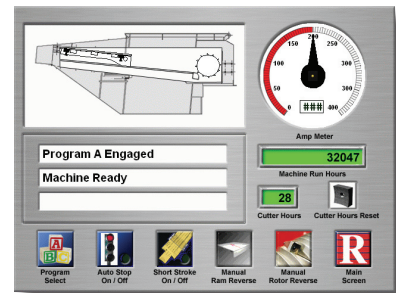 150
200
250
100
300
50
350
0
###
400
Amp Meter
Program A Engaged
Machine Ready
32047
Machine Run Hours
28
Cutter Hours
Cutter Hours Reset
A
B
C
R
Program
Select
Auto Stop
On / Off
Short Stroke
On / Off
Manual
Ram Reverse
Manual
Rotor Reverse
Main
Screen